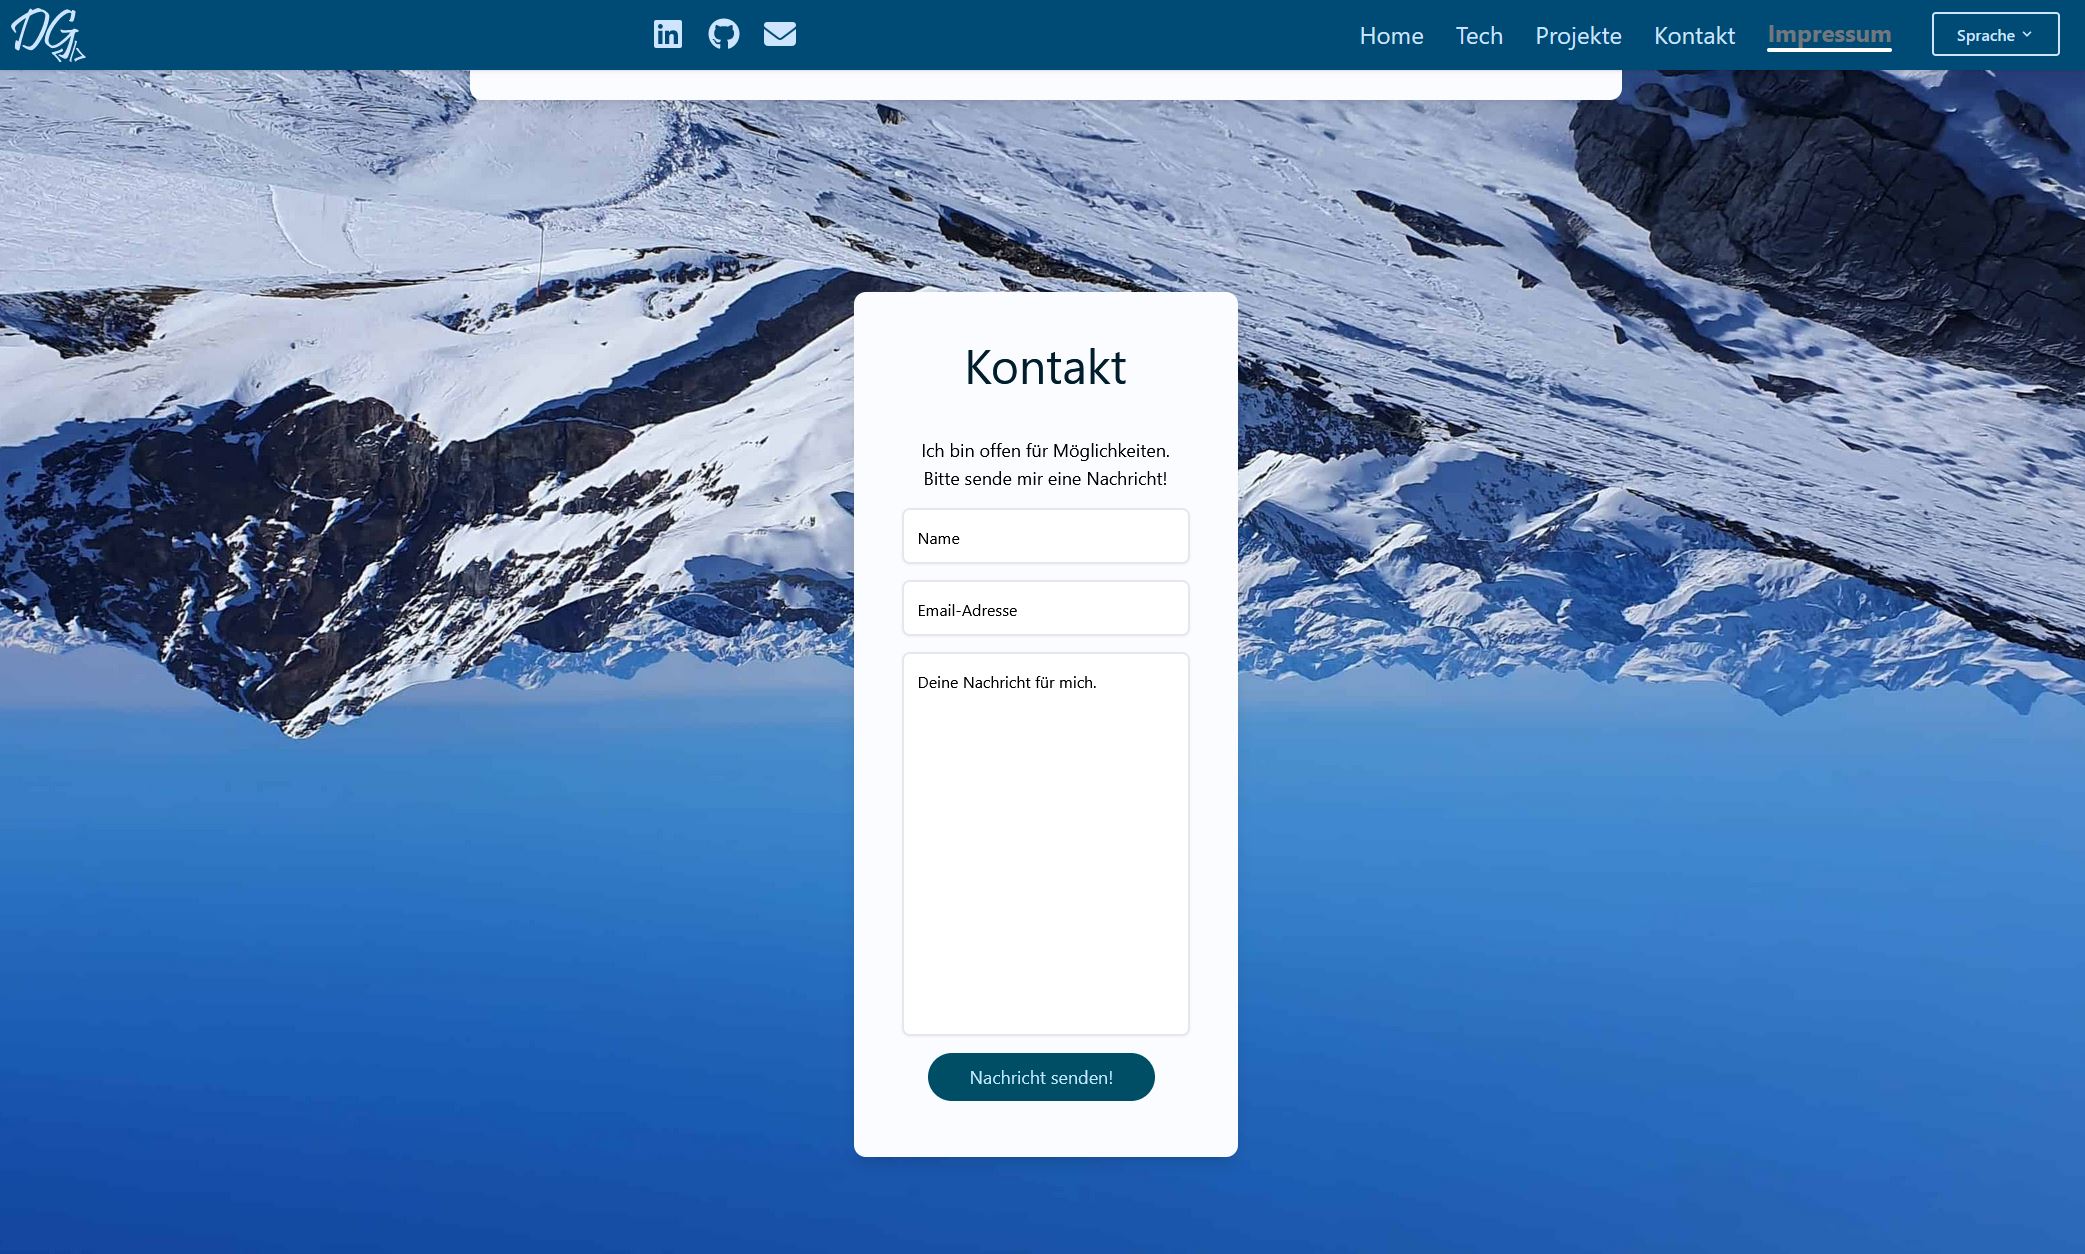 DG
</>
Home Tech Projekte Kontakt Impressum Sprache
Kontakt
Ich bin offen für Möglichkeiten.
Bitte sende mir eine Nachricht!
Name
Email-Adresse
Deine Nachricht für mich.
Nachricht senden!